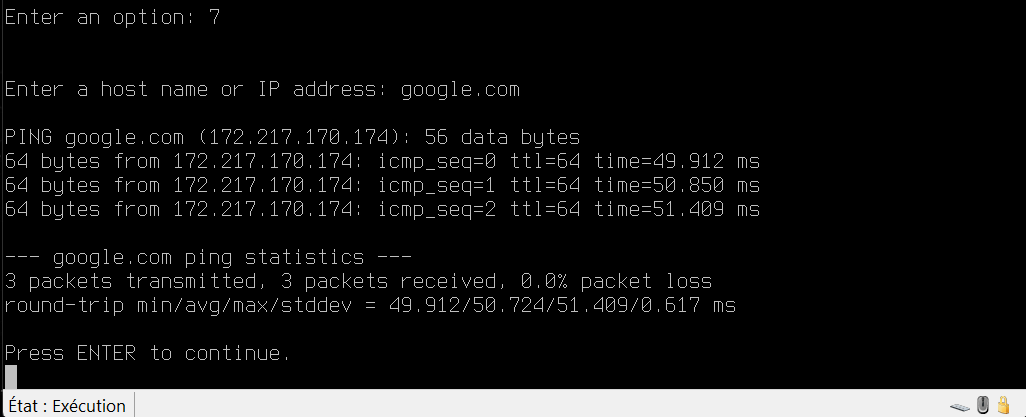 Enter an option: 7
Enter a host name or IP address: google.com
PING google.com (172.217.170.174): 56 data bytes
64 bytes from 172.217.170.174: icmp_seq=0 ttl=64 time=49.912 ms
64 bytes from 172.217.170.174: icmp_seq=1 ttl=64 time=50.850 ms
64 bytes from 172.217.170.174: icmp_seq=2 ttl=64 time=51.409 ms
--- google.com ping statistics ---
3 packets transmitted, 3 packets received, 0.0% packet loss
round-trip min/avg/max/stddev = 49.912/50.724/51.409/0.617 ms
Press ENTER to continue.
État : Exécution